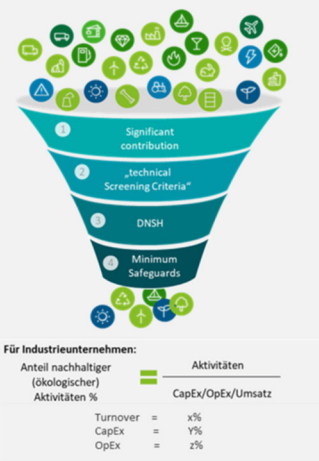 1
Significant
contribution
2
„technical
Screening Criteria“
3
DNSH
4
Minimum
Safeguards
Für Industrieunternehmen:
Anteil nachhaltiger
(ökologischer)
Aktivitäten %
=
Aktivitäten
CapEx/OpEx/Umsatz
Turnover = x%
CapEx = Y%
OpEx = z%